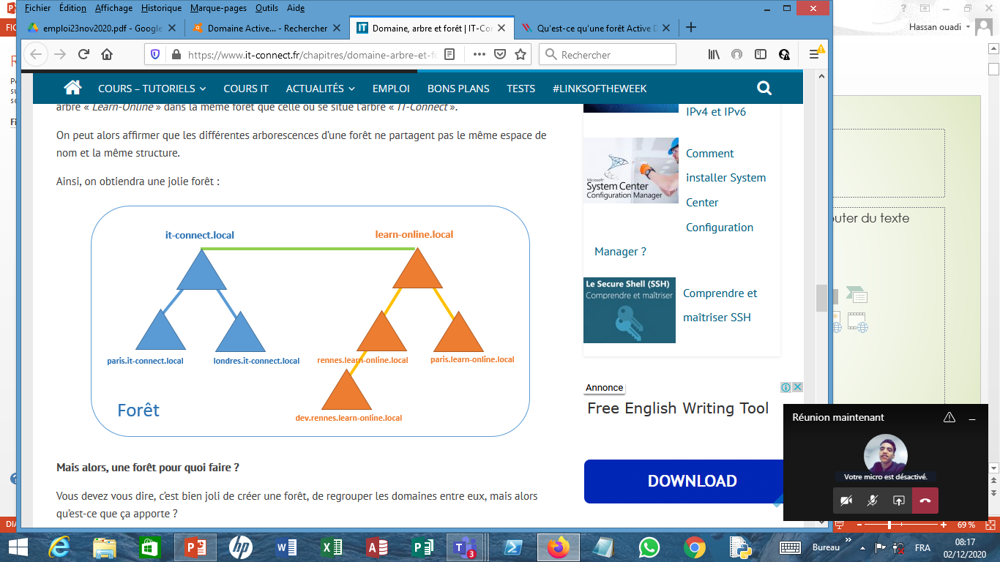 Fichier Édition Affichage Historique Marque-pages Outils Aide
Hassan ouadi
emploi23nov2020.pdf - Google
Domaine Active... - Rechercher
Domaine, arbre et forêt | IT-Con
Qu'est-ce qu'une forêt Active D
https://www.it-connect.fr/chapitres/domaine-arbre-et-fo
Rechercher
COURS – TUTORIELS
COURS IT
ACTUALITÉS
EMPLOI
BONS PLANS
TESTS
#LINKSOFTHEWEEK
arbre « Learn-Online » dans la même forêt que celle où se situe l'arbre « IT-Connect ».
On peut alors affirmer que les différentes arborescences d'une forêt ne partagent pas le même espace de
nom et la même structure.
Ainsi, on obtiendra une jolie forêt :
it-connect.local
learn-online.local
paris.it-connect.local
londres.it-connect.local
rennes.learn-online.local
paris.learn-online.local
dev.rennes.learn-online.local
Forêt
Mais alors, une forêt pour quoi faire ?
Vous devez vous dire, c'est bien joli de créer une forêt, de regrouper les domaines entre eux, mais alors
qu'est-ce que ça apporte ?
IPv4 et IPv6
Microsoft
System Center
Configuration Manager
Comment
installer System
Center
Configuration
Manager ?
Le Secure Shell (SSH)
Comprendre et maîtriser
Comprendre et
maîtriser SSH
Annonce
Free English Writing Tool
DOWNLOAD
outer du texte
Réunion maintenant
Votre micro est désactivé.
69 %
Bureau
FRA
08:17
02/12/2020